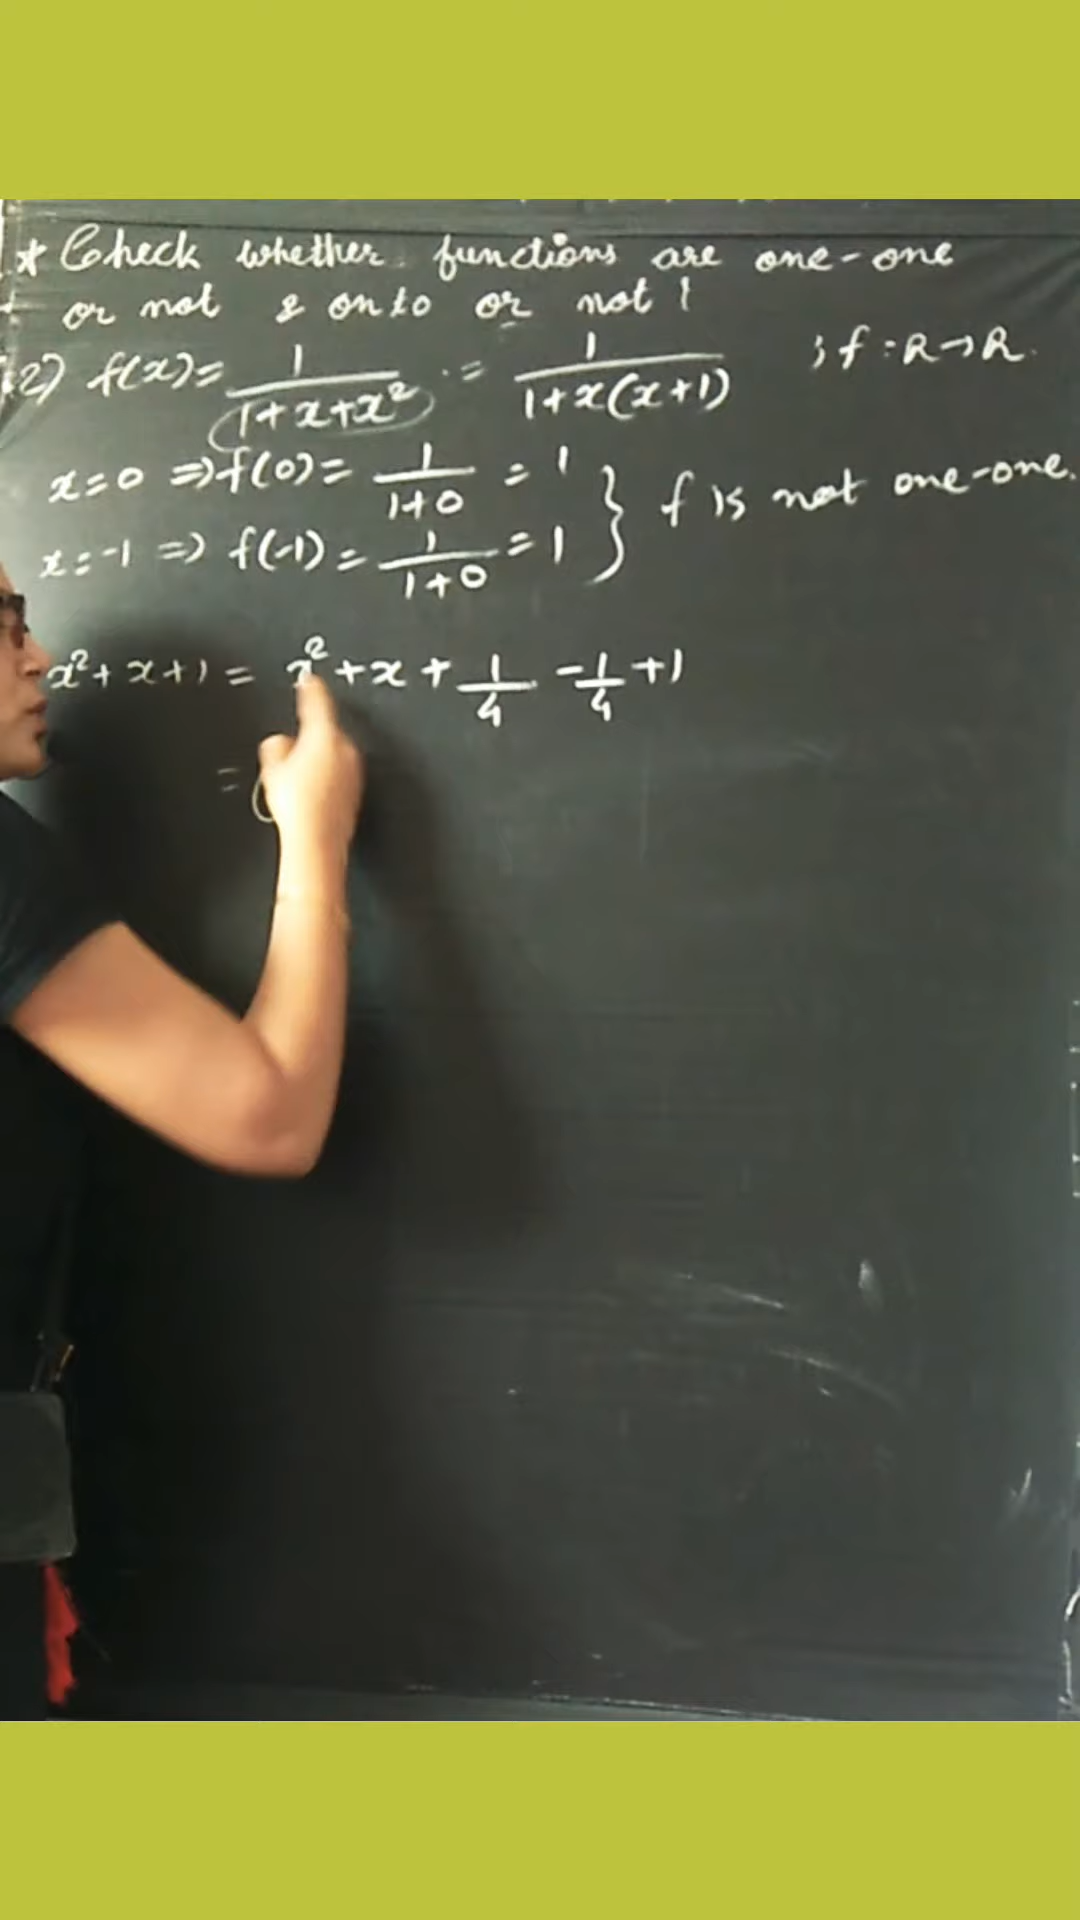 * Check whether functions are one-one
or not & onto or not !
2) f(x) = 1/(1+x+x²) = 1/(1+x(x+1)) ; f : R→R.
x=0 ⇒ f(0) = 1/(1+0) = 1
x=-1 ⇒ f(-1) = 1/(1+0) = 1 } f is not one-one.
x²+x+1 = x²+x+1/4 -1/4 +1
= (